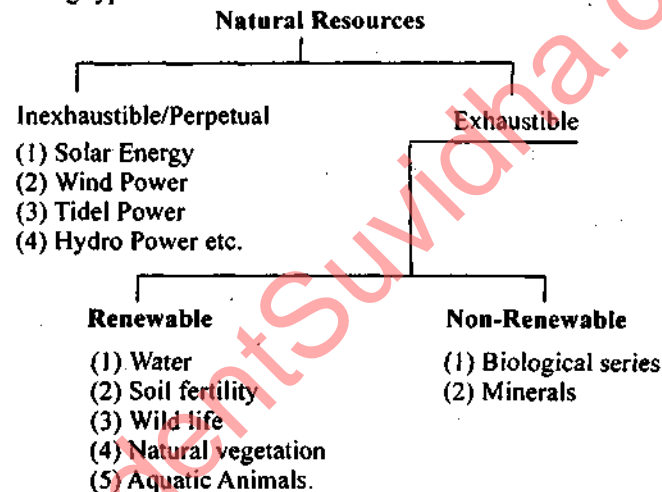 Natural Resources
Inexhaustible/Perpetual
(1) Solar Energy
(2) Wind Power
(3) Tidel Power
(4) Hydro Power etc.
Exhaustible
Renewable
(1) Water
(2) Soil fertility
(3) Wild life
(4) Natural vegetation
(5) Aquatic Animals.
Non-Renewable
(1) Biological series
(2) Minerals